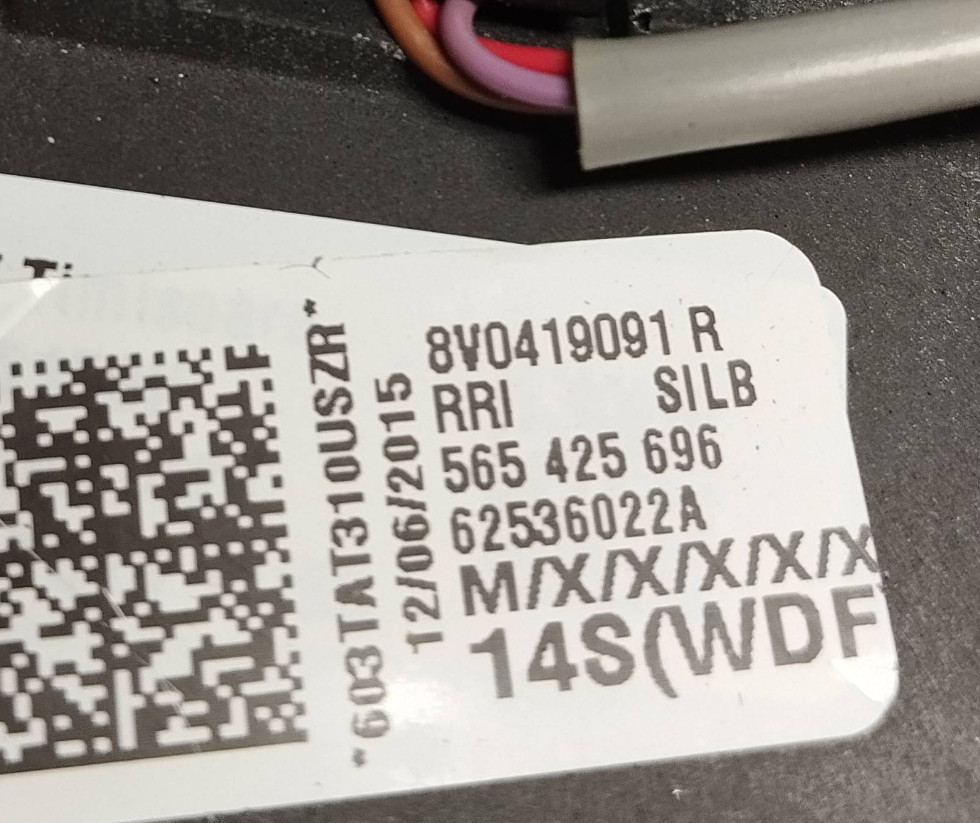 *603TAT310USZR*
12/06/2015
8V0419091 R
RRI SILB
565 425 696
62536022A
M/X/X/X/X/X
14S(WDF